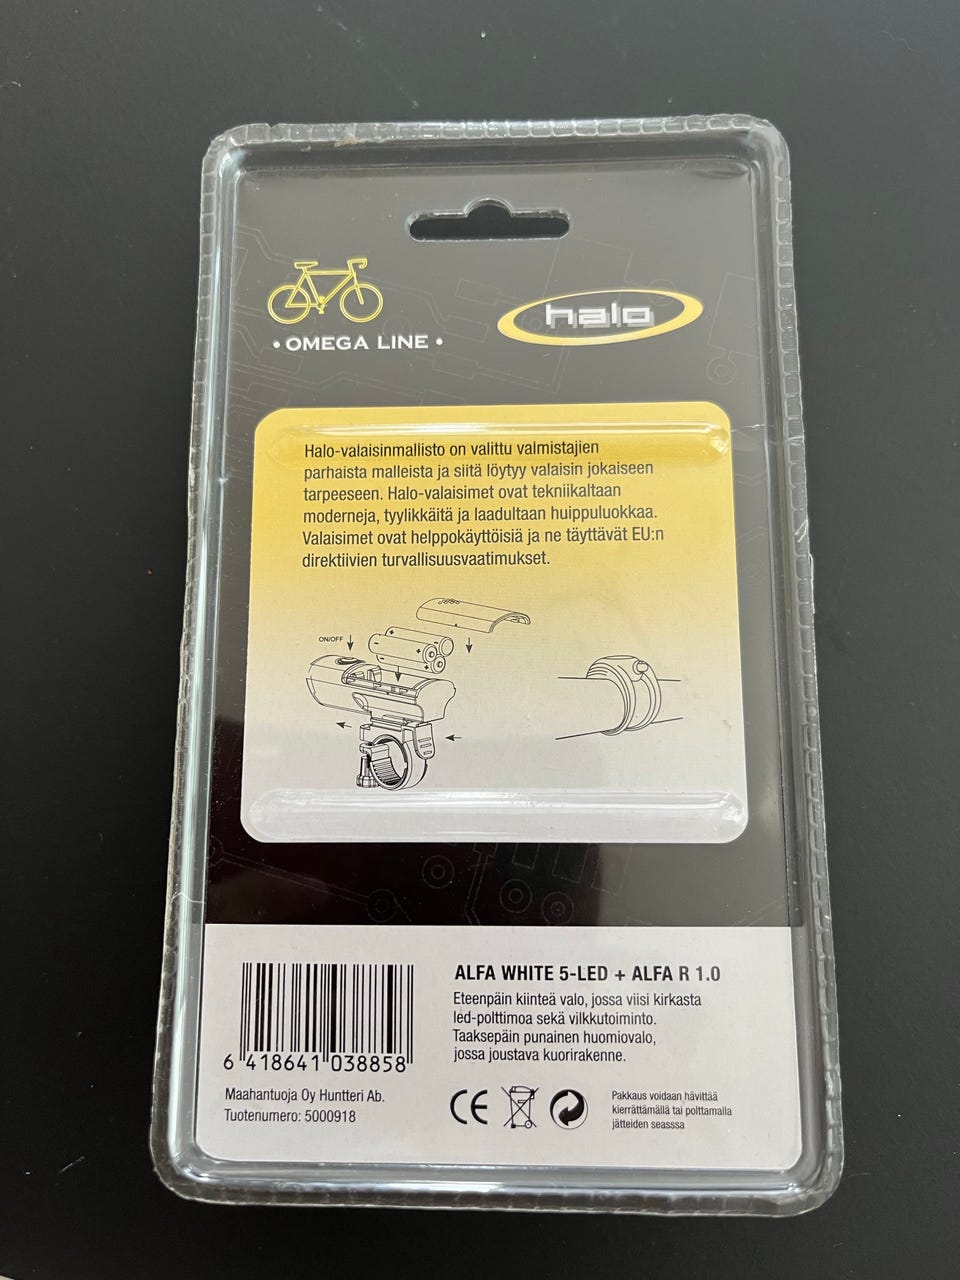 • OMEGA LINE •
halo
Halo-valaisinmallisto on valittu valmistajien
parhaista malleista ja siitä löytyy valaisin jokaiseen
tarpeeseen. Halo-valaisimet ovat tekniikaltaan
moderneja, tyylikkäitä ja laadultaan huippuluokkaa.
Valaisimet ovat helppokäyttöisiä ja ne täyttävät EU:n
direktiivien turvallisuusvaatimukset.
ON/OFF
ALFA WHITE 5-LED + ALFA R 1.0
Eteenpäin kiinteä valo, jossa viisi kirkasta
led-polttimoa sekä vilkkutoiminto.
Taaksepäin punainen huomiovalo,
jossa joustava kuorirakenne.
6 418641 038858
Maahantuoja Oy Huntteri Ab.
Tuotenumero: 5000918
CE
Pakkaus voidaan hävittää
kierrättämällä tai polttamalla
jätteiden seasssa